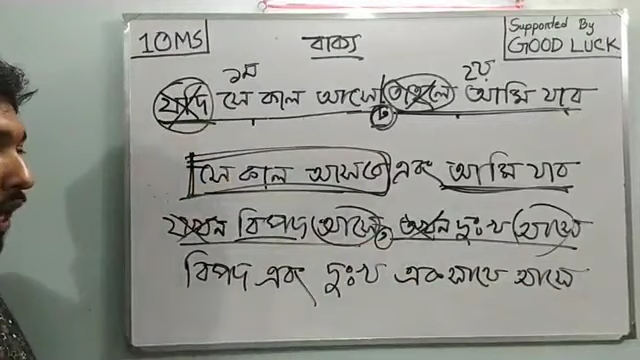 10MS
বাক্য
Supported By
GOOD LUCK
১ম ২য়
যদি সে কাল আসে তাহলে আমি যাব
সে কাল আসবে এবং আমি যাব
যখন বিপদ আসে তখন দুঃখ আসে
বিপদ এবং দুঃখ একসাথে আসে